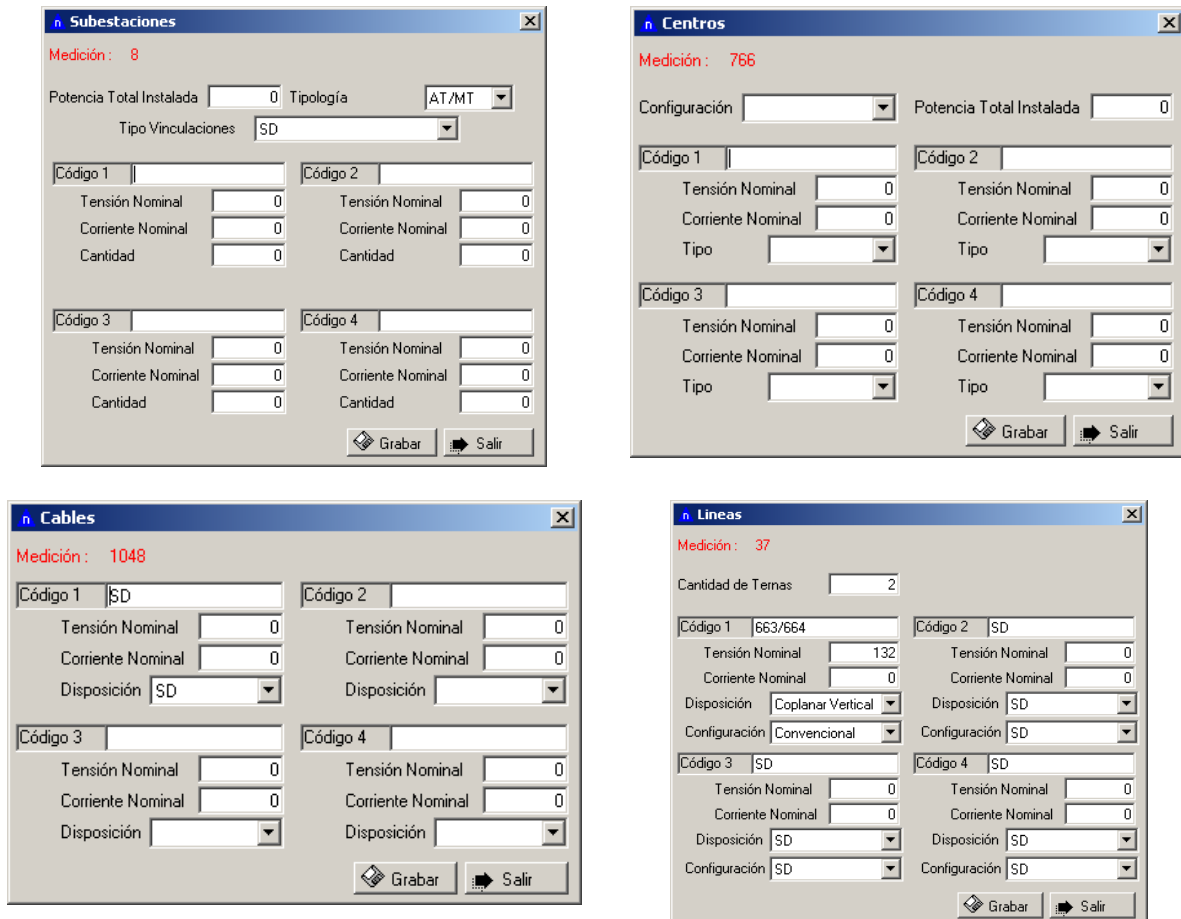 Subestaciones
Medición : 8
Potencia Total Instalada 0 Tipología AT/MT
Tipo Vinculaciones SD
Código 1 Código 2
Tensión Nominal 0 Tensión Nominal 0
Corriente Nominal 0 Corriente Nominal 0
Cantidad 0 Cantidad 0
Código 3 Código 4
Tensión Nominal 0 Tensión Nominal 0
Corriente Nominal 0 Corriente Nominal 0
Cantidad 0 Cantidad 0
Grabar Salir
Centros
Medición : 766
Configuración Potencia Total Instalada 0
Código 1 Código 2
Tensión Nominal 0 Tensión Nominal 0
Corriente Nominal 0 Corriente Nominal 0
Tipo Tipo
Código 3 Código 4
Tensión Nominal 0 Tensión Nominal 0
Corriente Nominal 0 Corriente Nominal 0
Tipo Tipo
Grabar Salir
Cables
Medición : 1048
Código 1 SD Código 2
Tensión Nominal 0 Tensión Nominal 0
Corriente Nominal 0 Corriente Nominal 0
Disposición SD Disposición
Código 3 Código 4
Tensión Nominal 0 Tensión Nominal 0
Corriente Nominal 0 Corriente Nominal 0
Disposición Disposición
Grabar Salir
Lineas
Medición : 37
Cantidad de Ternas 2
Código 1 663/664 Código 2 SD
Tensión Nominal 132 Tensión Nominal 0
Corriente Nominal 0 Corriente Nominal 0
Disposición Coplanar Vertical Disposición SD
Configuración Convencional Configuración SD
Código 3 SD Código 4 SD
Tensión Nominal 0 Tensión Nominal 0
Corriente Nominal 0 Corriente Nominal 0
Disposición SD Disposición SD
Configuración SD Configuración SD
Grabar Salir